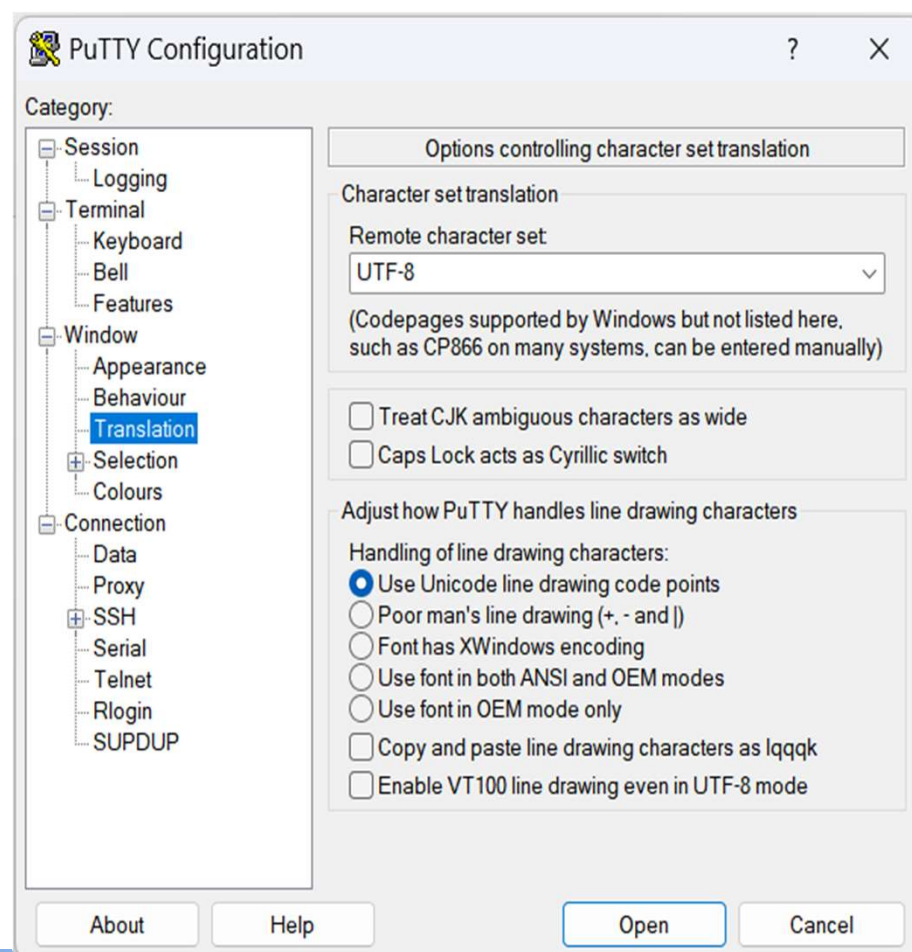 PuTTY Configuration
?
Category:
Session
Logging
Terminal
Keyboard
Bell
Features
Window
Appearance
Behaviour
Translation
Selection
Colours
Connection
Data
Proxy
SSH
Serial
Telnet
Rlogin
SUPDUP
Options controlling character set translation
Character set translation
Remote character set:
UTF-8
(Codepages supported by Windows but not listed here,
such as CP866 on many systems, can be entered manually)
Treat CJK ambiguous characters as wide
Caps Lock acts as Cyrillic switch
Adjust how PuTTY handles line drawing characters
Handling of line drawing characters:
Use Unicode line drawing code points
Poor man's line drawing (+, - and |)
Font has XWindows encoding
Use font in both ANSI and OEM modes
Use font in OEM mode only
Copy and paste line drawing characters as lqqqk
Enable VT100 line drawing even in UTF-8 mode
About
Help
Open
Cancel